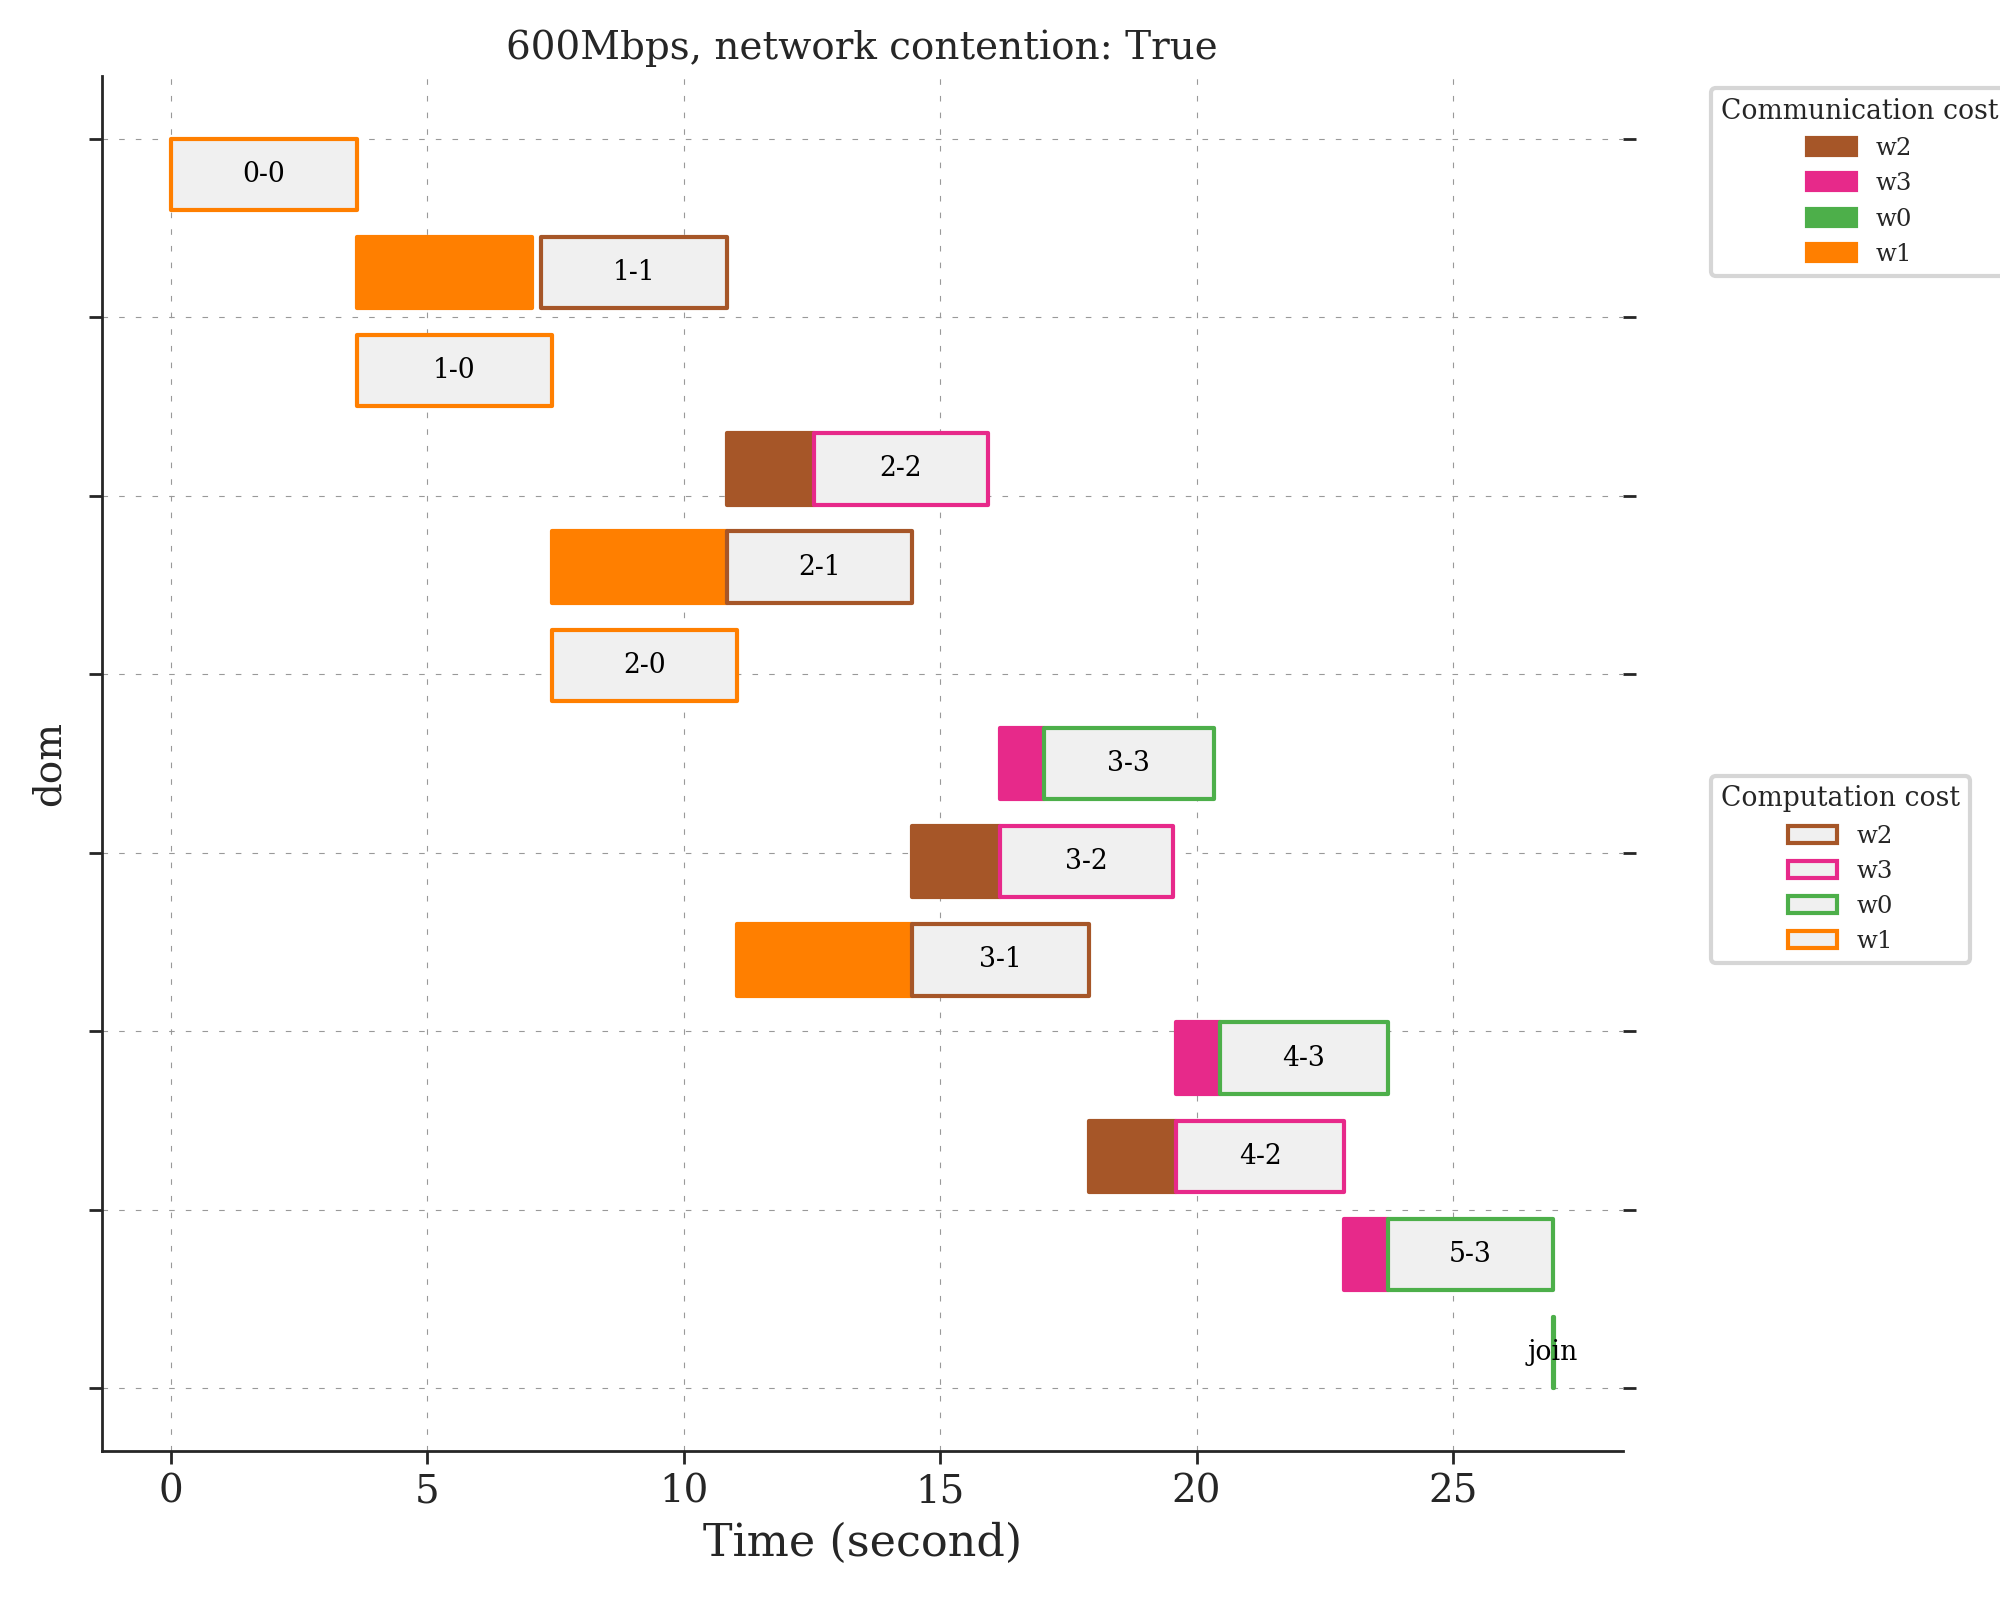 600Mbps, network contention: True
Communication cost
w2
w3
w0
w1
0-0
1-1
1-0
2-2
2-1
2-0
dom
3-3
3-2
3-1
Computation cost
w2
w3
w0
w1
4-3
4-2
5-3
join
0 5 10 15 20 25
Time (second)